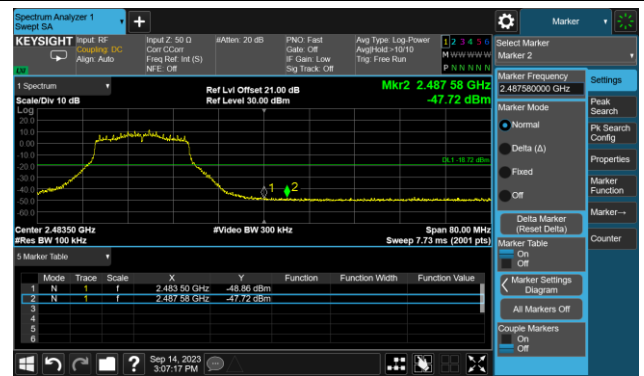 Spectrum Analyzer 1
Swept SA
Marker
KEYSIGHT
Input: RF
Coupling: DC
Align: Auto
Input Z: 50 Ω
Corr CCorr
Freq Ref: Int (S)
NFE: Off
#Atten: 20 dB
PNO: Fast
Gate: Off
IF Gain: Low
Sig Track: Off
Avg Type: Log-Power
Avg|Hold:>10/10
Trig: Free Run
1 2 3 4 5 6
M W W W W W
P N N N N N
Select Marker
Marker 2
LXI
1 Spectrum
Scale/Div 10 dB
Log
Ref Lvl Offset 21.00 dB
Ref Level 30.00 dBm
Mkr2 2.487 58 GHz
-47.72 dBm
20.0
10.0
0.00
-10.0
-20.0
-30.0
-40.0
-50.0
-60.0
DL1 -18.72 dBm
1
2
Center 2.48350 GHz
#Res BW 100 kHz
#Video BW 300 kHz
Span 80.00 MHz
Sweep 7.73 ms (2001 pts)
5 Marker Table
Mode Trace Scale X Y Function Function Width Function Value
1 N 1 f 2.483 50 GHz -48.86 dBm
2 N 1 f 2.487 58 GHz -47.72 dBm
3
4
5
6
Marker Frequency
2.487580000 GHz
Marker Mode
Normal
Delta (Δ)
Fixed
Off
Delta Marker
(Reset Delta)
Marker Table
On
Off
Marker Settings
Diagram
All Markers Off
Couple Markers
On
Off
Settings
Peak
Search
Pk Search
Config
Properties
Marker
Function
Marker→
Counter
Sep 14, 2023
3:07:17 PM